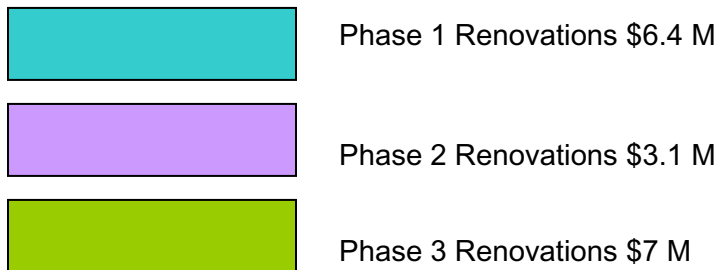 Phase 1 Renovations $6.4 M
Phase 2 Renovations $3.1 M
Phase 3 Renovations $7 M